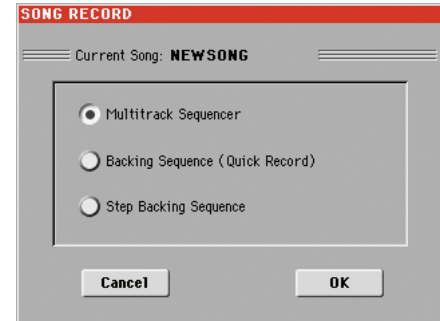 SONG RECORD
Current Song: NEWSONG
Multitrack Sequencer
Backing Sequence (Quick Record)
Step Backing Sequence
Cancel OK